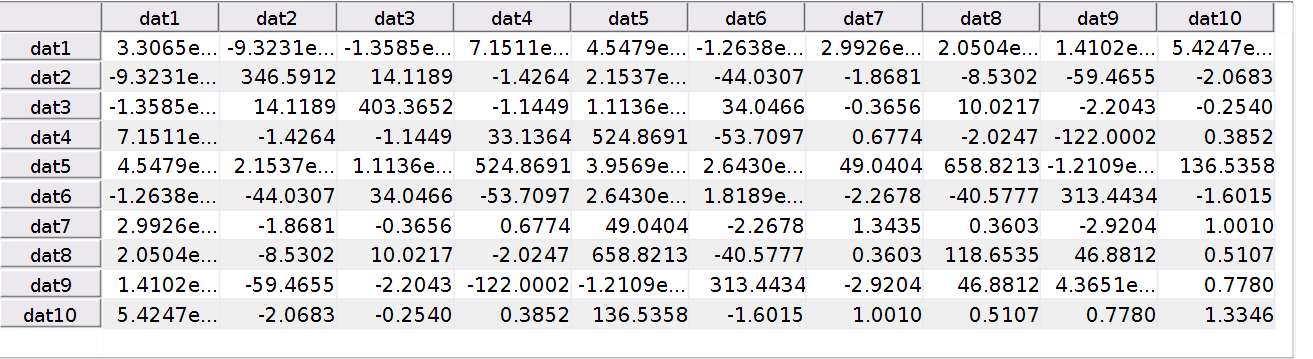 dat1 dat2 dat3 dat4 dat5 dat6 dat7 dat8 dat9 dat10
dat1 3.3065e... -9.3231e... -1.3585e... 7.1511e... 4.5479e... -1.2638e... 2.9926e... 2.0504e... 1.4102e... 5.4247e...
dat2 -9.3231e... 346.5912 14.1189 -1.4264 2.1537e... -44.0307 -1.8681 -8.5302 -59.4655 -2.0683
dat3 -1.3585e... 14.1189 403.3652 -1.1449 1.1136e... 34.0466 -0.3656 10.0217 -2.2043 -0.2540
dat4 7.1511e... -1.4264 -1.1449 33.1364 524.8691 -53.7097 0.6774 -2.0247 -122.0002 0.3852
dat5 4.5479e... 2.1537e... 1.1136e... 524.8691 3.9569e... 2.6430e... 49.0404 658.8213 -1.2109e... 136.5358
dat6 -1.2638e... -44.0307 34.0466 -53.7097 2.6430e... 1.8189e... -2.2678 -40.5777 313.4434 -1.6015
dat7 2.9926e... -1.8681 -0.3656 0.6774 49.0404 -2.2678 1.3435 0.3603 -2.9204 1.0010
dat8 2.0504e... -8.5302 10.0217 -2.0247 658.8213 -40.5777 0.3603 118.6535 46.8812 0.5107
dat9 1.4102e... -59.4655 -2.2043 -122.0002 -1.2109e... 313.4434 -2.9204 46.8812 4.3651e... 0.7780
dat10 5.4247e... -2.0683 -0.2540 0.3852 136.5358 -1.6015 1.0010 0.5107 0.7780 1.3346